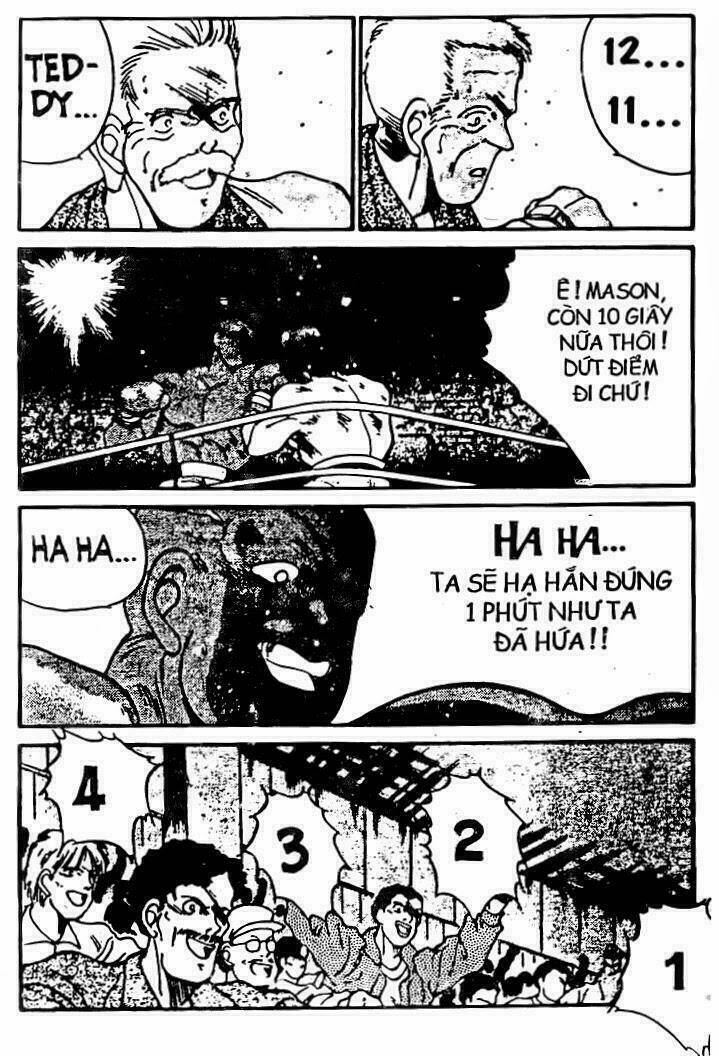 TED-
DY...
12...
11...
Ê! MASON,
CÒN 10 GIÂY
NỮA THÔI!
DỨT ĐIỂM
ĐI CHỨ!
HA HA...
HA HA...
TA SẼ HẠ HẮN ĐÚNG
1 PHÚT NHƯ TA
ĐÃ HỨA!!
4
3
2
1